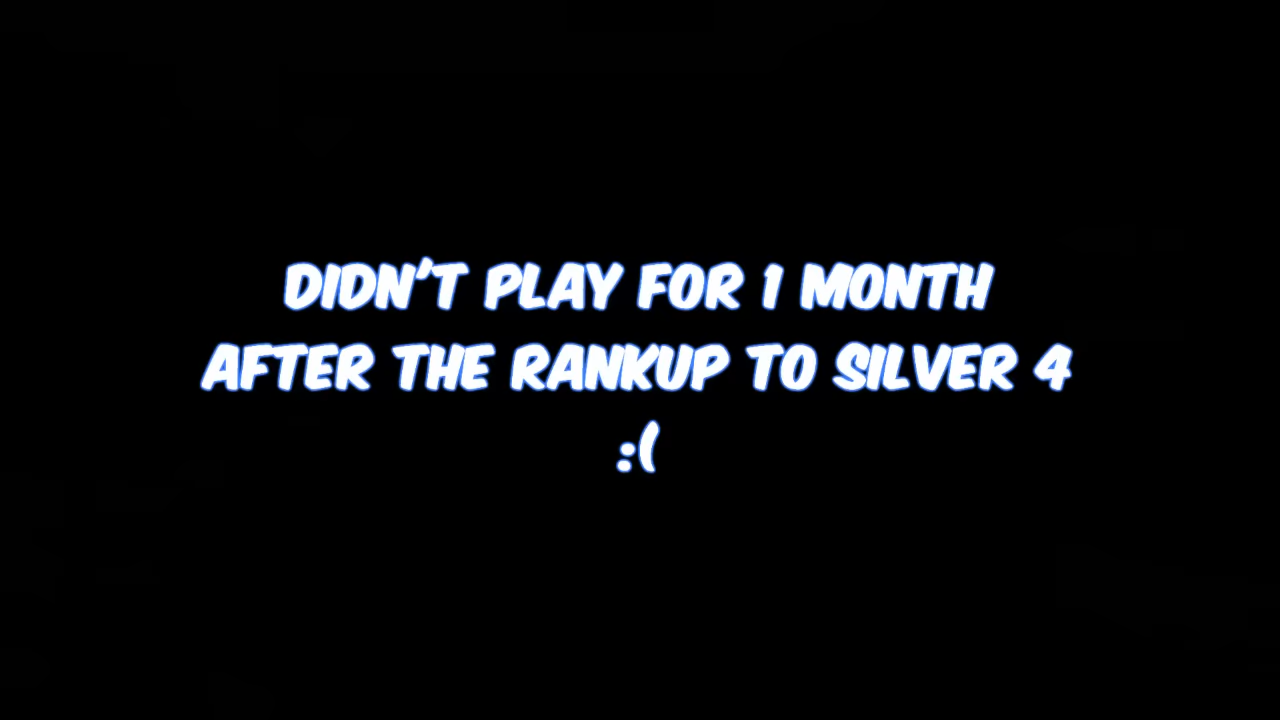 DIDN'T PLAY FOR 1 MONTH
AFTER THE RANKUP TO SILVER 4
:(